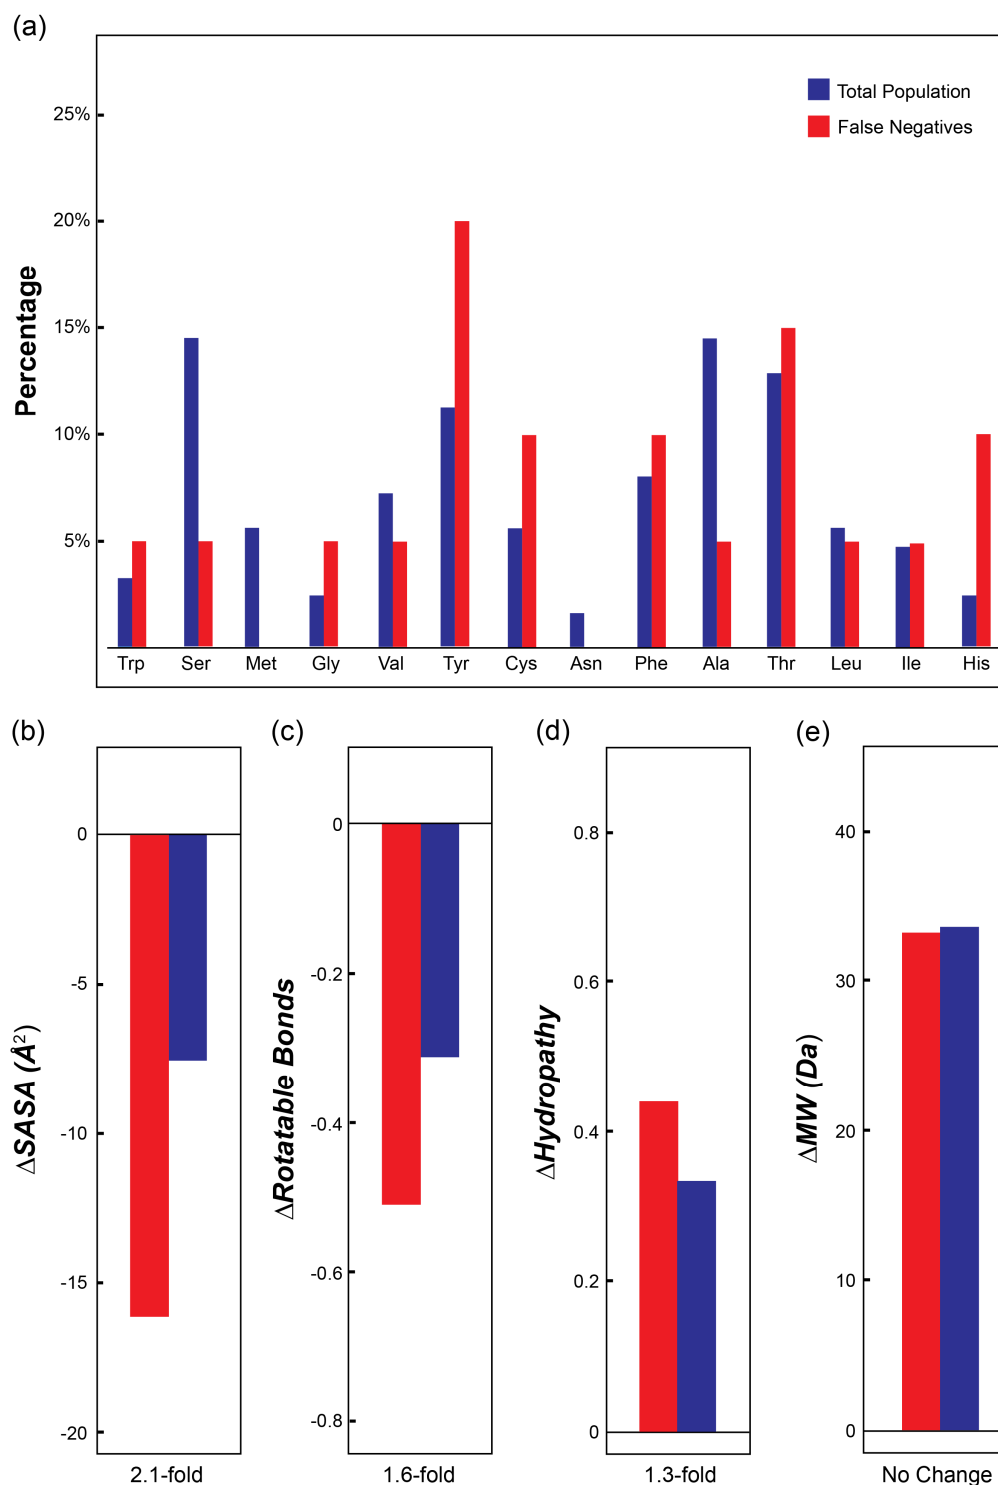 (a)
Percentage
25%
20%
15%
10%
5%
Total Population
False Negatives
Trp Ser Met Gly Val Tyr Cys Asn Phe Ala Thr Leu Ile His
(b)
ΔSASA (Å²)
0
-5
-10
-15
-20
2.1-fold
(c)
ΔRotatable Bonds
0
-0.2
-0.4
-0.6
-0.8
1.6-fold
(d)
ΔHydropathy
0.8
0.6
0.4
0.2
0
1.3-fold
(e)
ΔMW (Da)
40
30
20
10
0
No Change